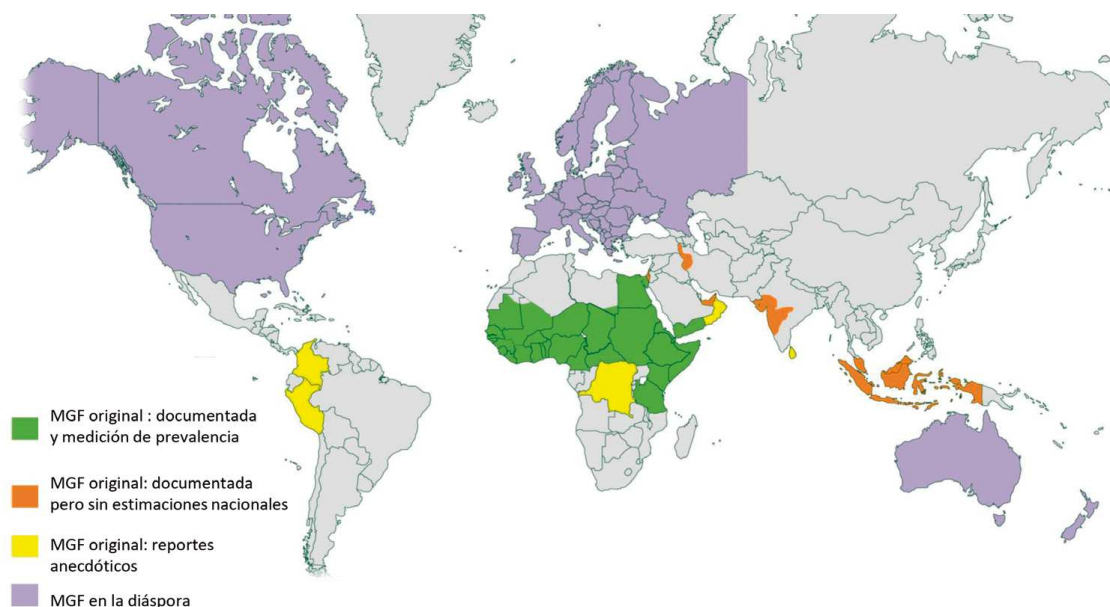 MGF original : documentada
y medición de prevalencia
MGF original: documentada
pero sin estimaciones nacionales
MGF original: reportes
anecdóticos
MGF en la diáspora